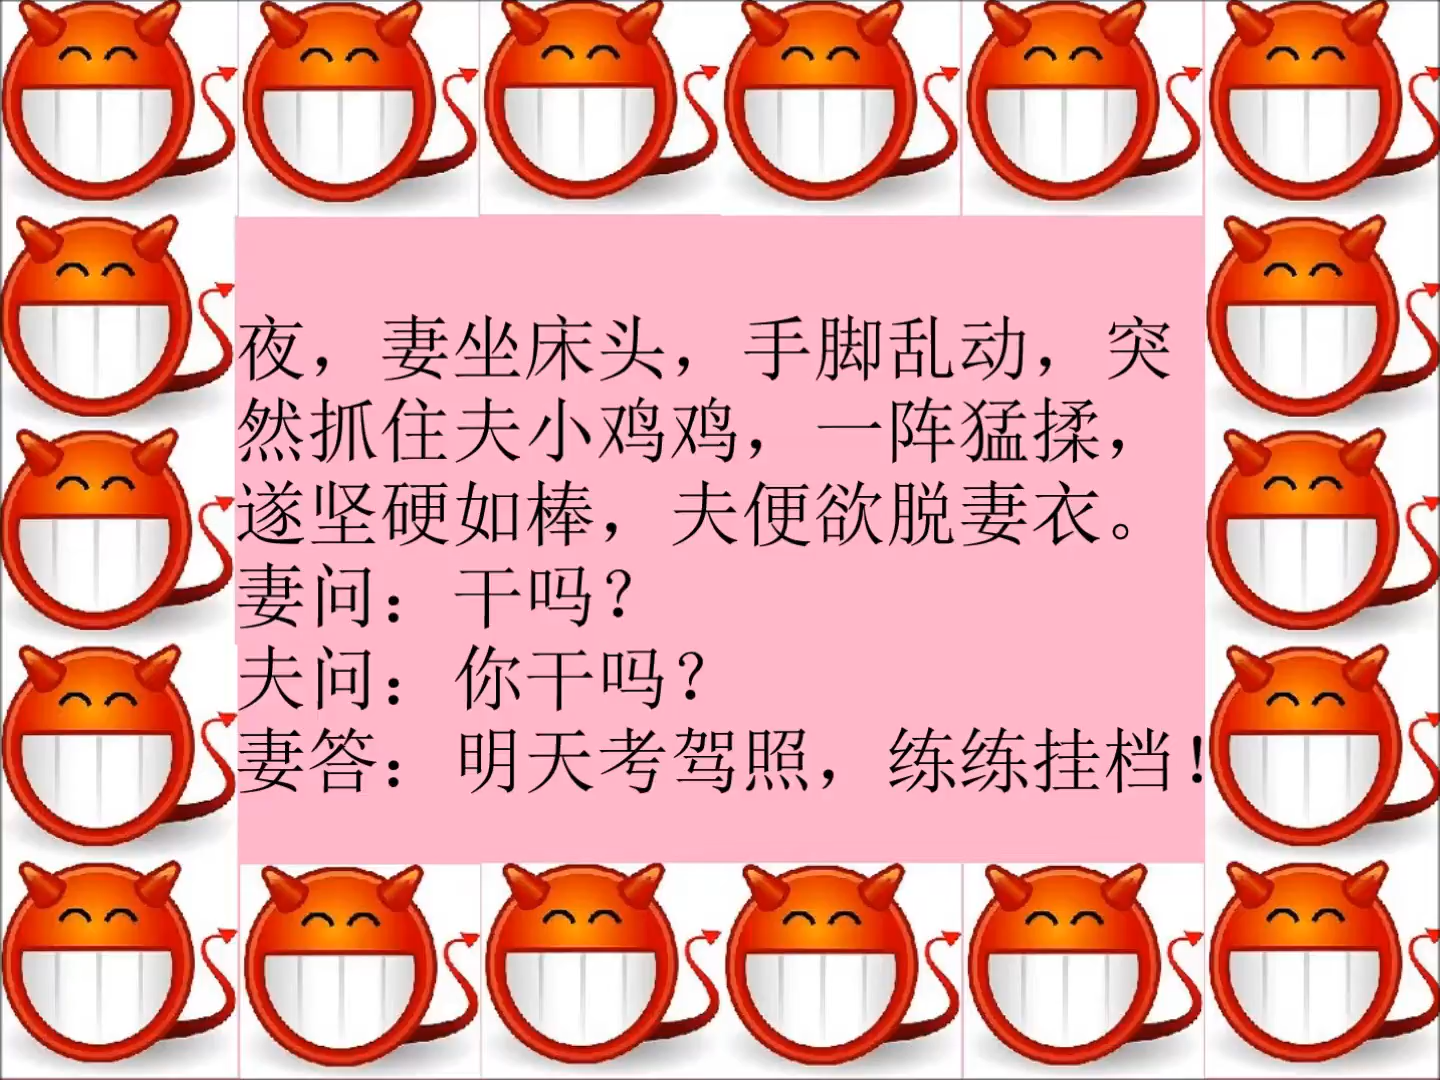 夜，妻坐床头，手脚乱动，突
然抓住夫小鸡鸡，一阵猛揉，
遂坚硬如棒，夫便欲脱妻衣。
妻问：干吗？
夫问：你干吗？
妻答：明天考驾照，练练挂档！